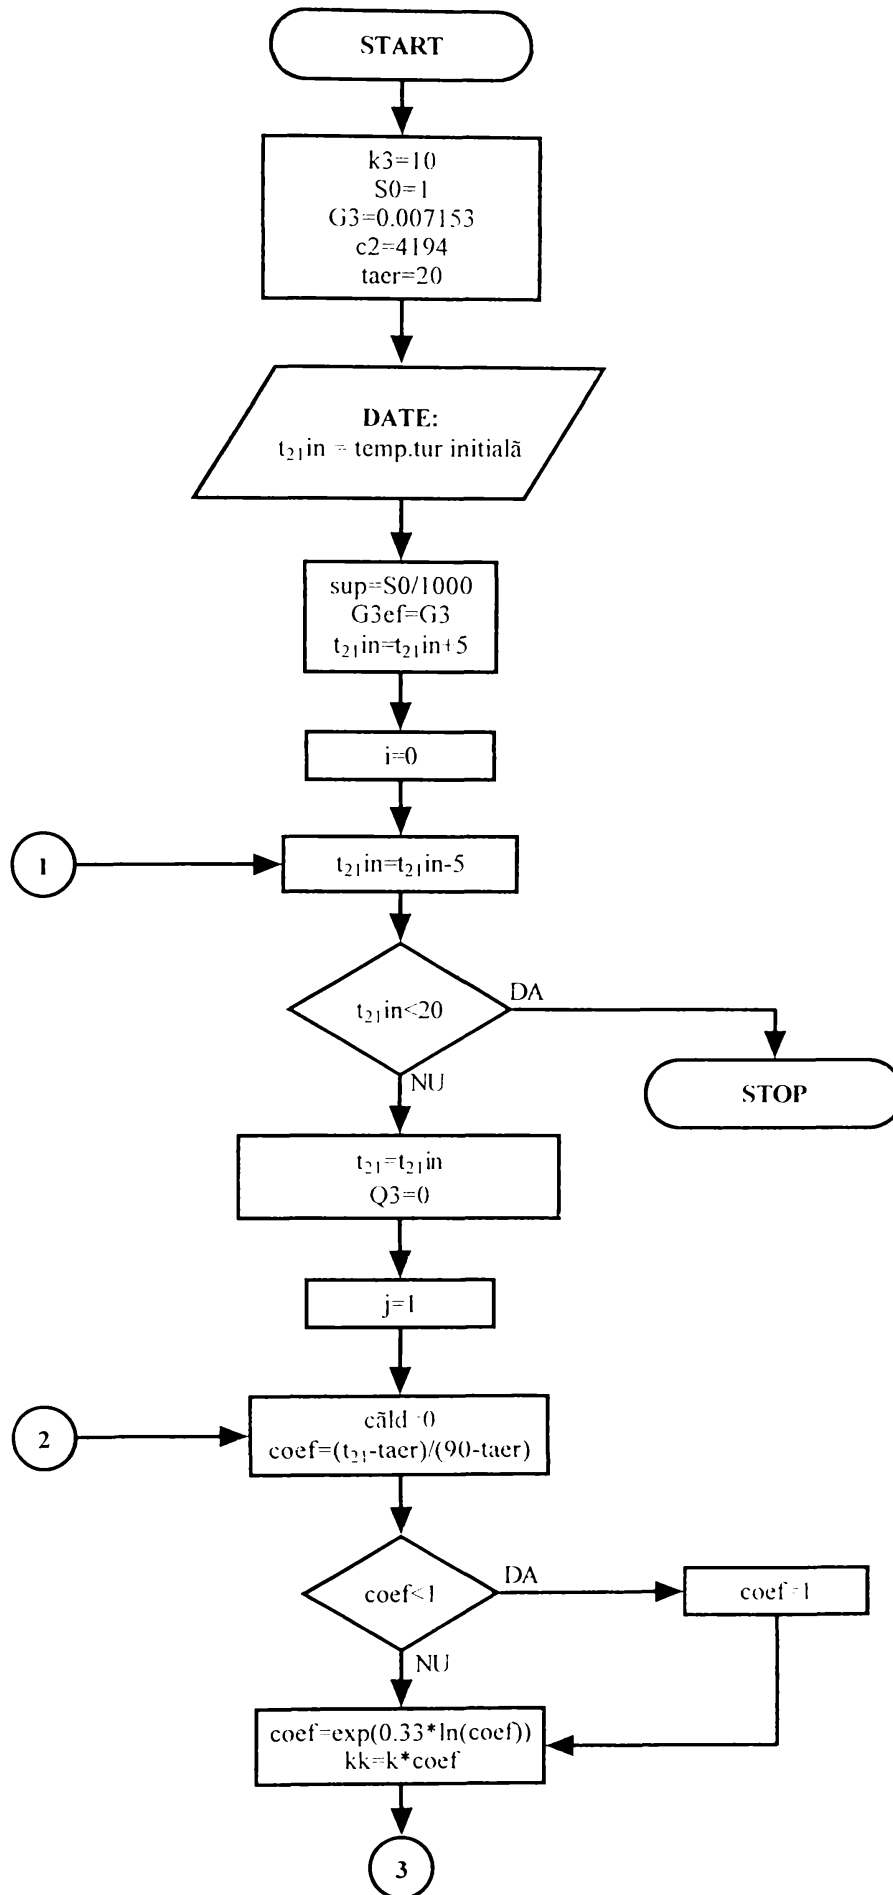 START
k3=10
S0=1
G3=0.007153
c2=4194
taer=20
DATE:
t₂₁in = temp.tur initialã
sup=S0/1000
G3ef=G3
t₂₁in=t₂₁in+5
i=0
1
t₂₁in=t₂₁in-5
t₂₁in<20
DA
NU
STOP
t₂₁=t₂₁in
Q3=0
j=1
2
cãld=0
coef=(t₂₁-taer)/(90-taer)
coef<1
DA
coef=1
NU
coef=exp(0.33*ln(coef))
kk=k*coef
3